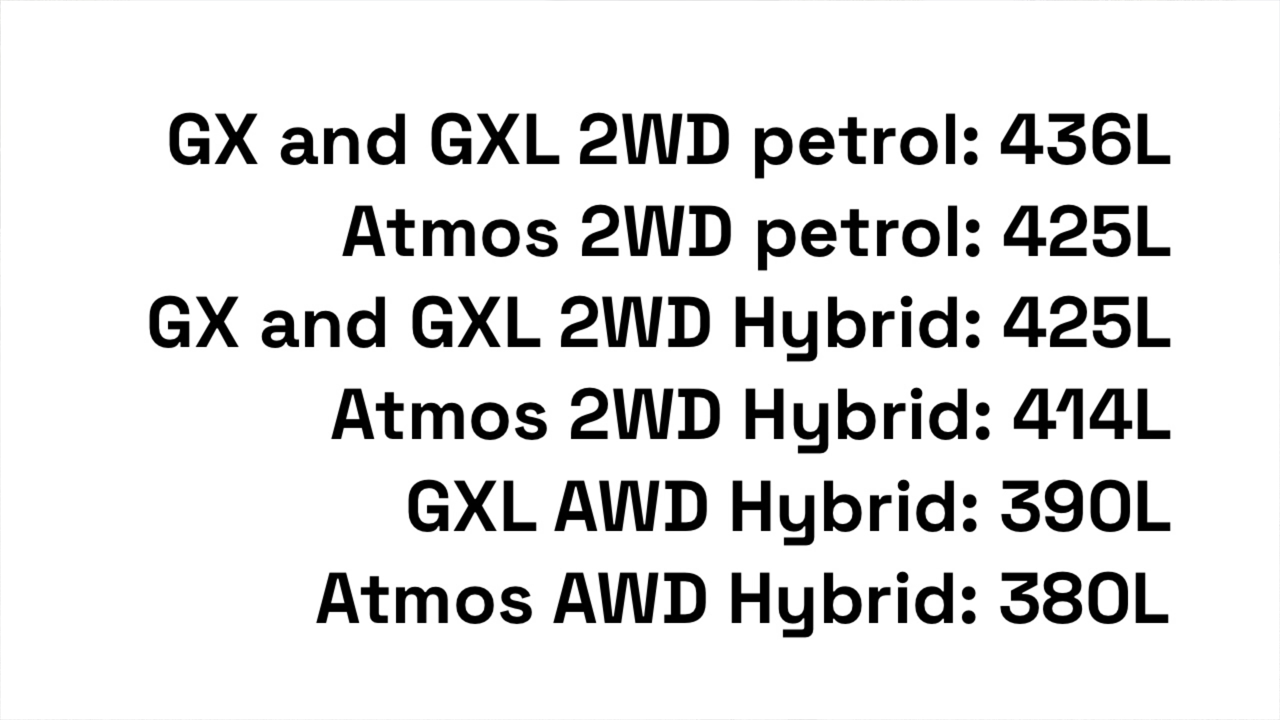 GX and GXL 2WD petrol: 436L
Atmos 2WD petrol: 425L
GX and GXL 2WD Hybrid: 425L
Atmos 2WD Hybrid: 414L
GXL AWD Hybrid: 390L
Atmos AWD Hybrid: 380L